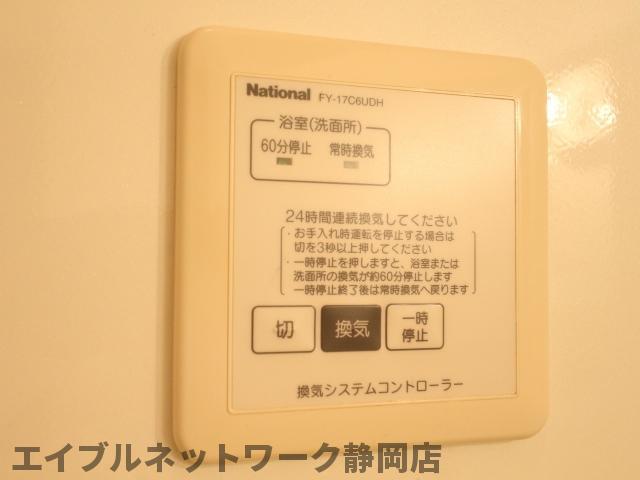 National FY-17C6UDH
浴室(洗面所)
60分停止 常時換気
24時間連続換気してください
・お手入れ時運転を停止する場合は
切を3秒以上押してください
・一時停止を押しますと、浴室または
洗面所の換気が約60分停止します
一時停止終了後は常時換気へ戻ります
切 換気 一時
停止
換気システムコントローラー
エイブルネットワーク静岡店